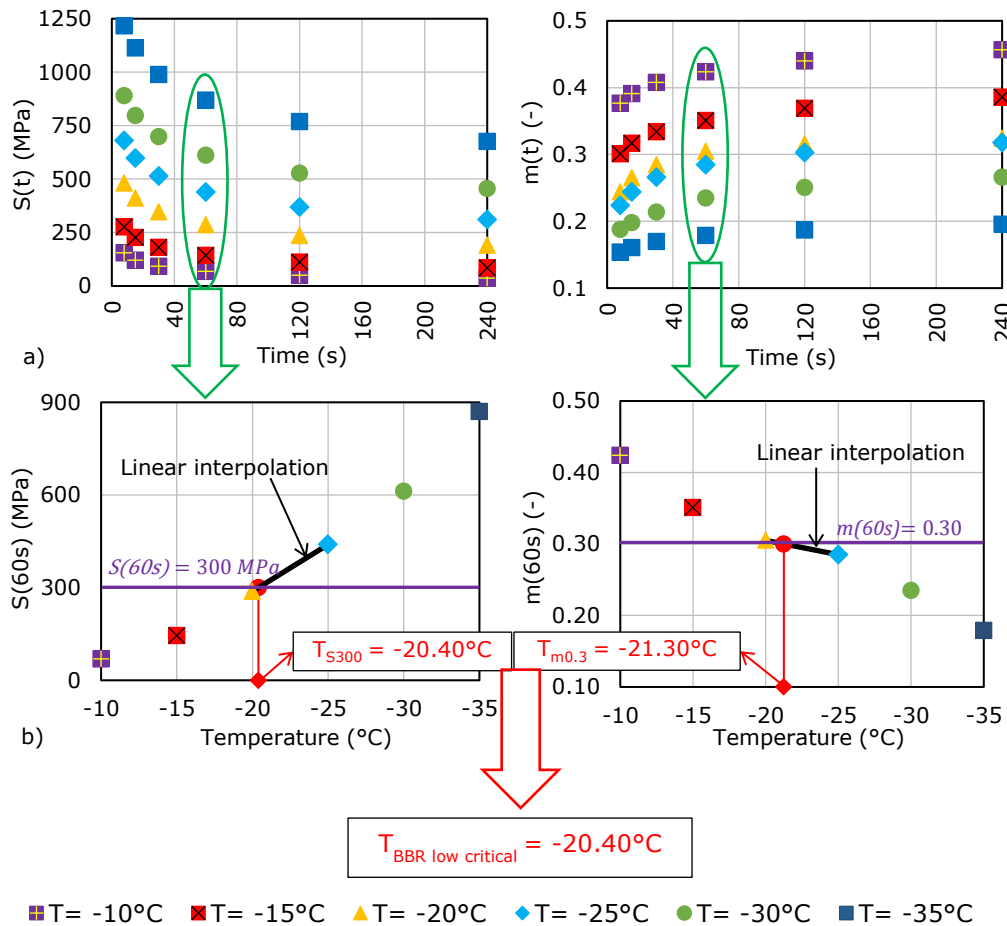 S(t) (MPa)
1250
1000
750
500
250
0
0
40
80
120
160
200
240
Time (s)
a)
m(t) (-)
0.5
0.4
0.3
0.2
0.1
0
40
80
120
160
200
240
Time (s)
S(60s) (MPa)
900
600
300
0
Linear interpolation
S(60s) = 300 MPa
-10
-15
-20
-25
-30
-35
Temperature (°C)
b)
m(60s) (-)
0.50
0.40
0.30
0.20
0.10
Linear interpolation
m(60s)= 0.30
-10
-15
-20
-25
-30
-35
Temperature (°C)
TS300 = -20.40°C
Tm0.3 = -21.30°C
TBBR low critical = -20.40°C
T= -10°C
T= -15°C
T= -20°C
T= -25°C
T= -30°C
T= -35°C